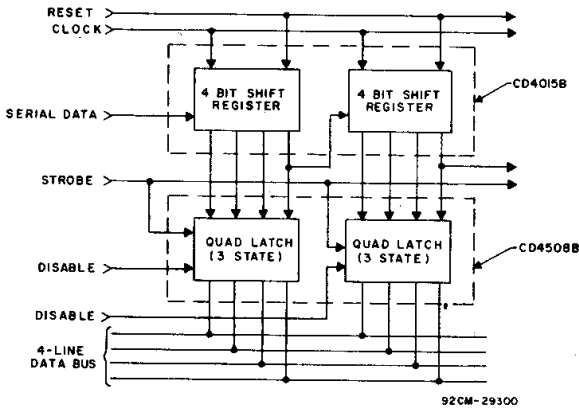 RESET
CLOCK
4 BIT SHIFT
REGISTER
4 BIT SHIFT
REGISTER
CD4015B
SERIAL DATA
STROBE
QUAD LATCH
(3 STATE)
QUAD LATCH
(3 STATE)
CD4508B
DISABLE
DISABLE
4-LINE
DATA BUS
92CM-29300